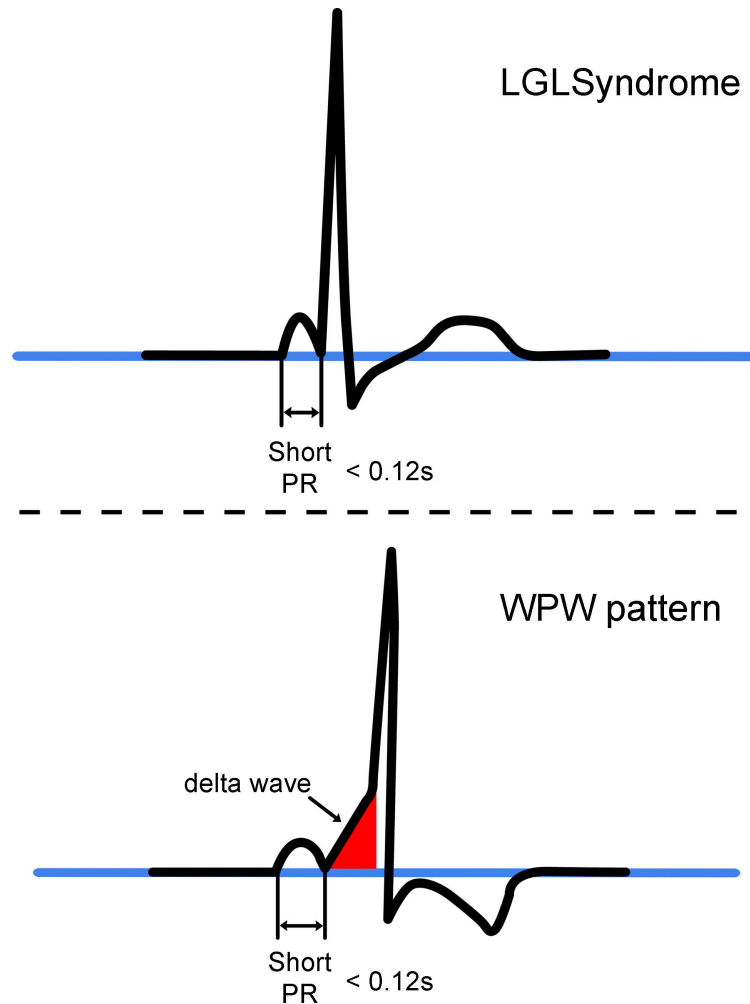 LGLSyndrome
Short
PR < 0.12s
WPW pattern
delta wave
Short
PR < 0.12s